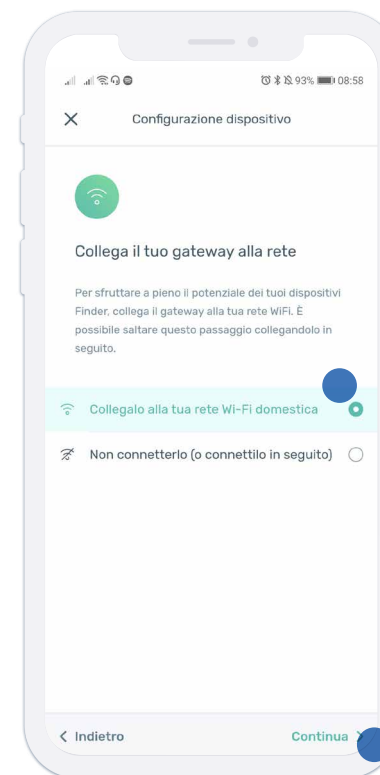 93% 08:58
Configurazione dispositivo
Collega il tuo gateway alla rete
Per sfruttare a pieno il potenziale dei tuoi dispositivi
Finder, collega il gateway alla tua rete WiFi. È
possibile saltare questo passaggio collegandolo in
seguito.
Collegalo alla tua rete Wi-Fi domestica
Non connetterlo (o connettilo in seguito)
Indietro Continua